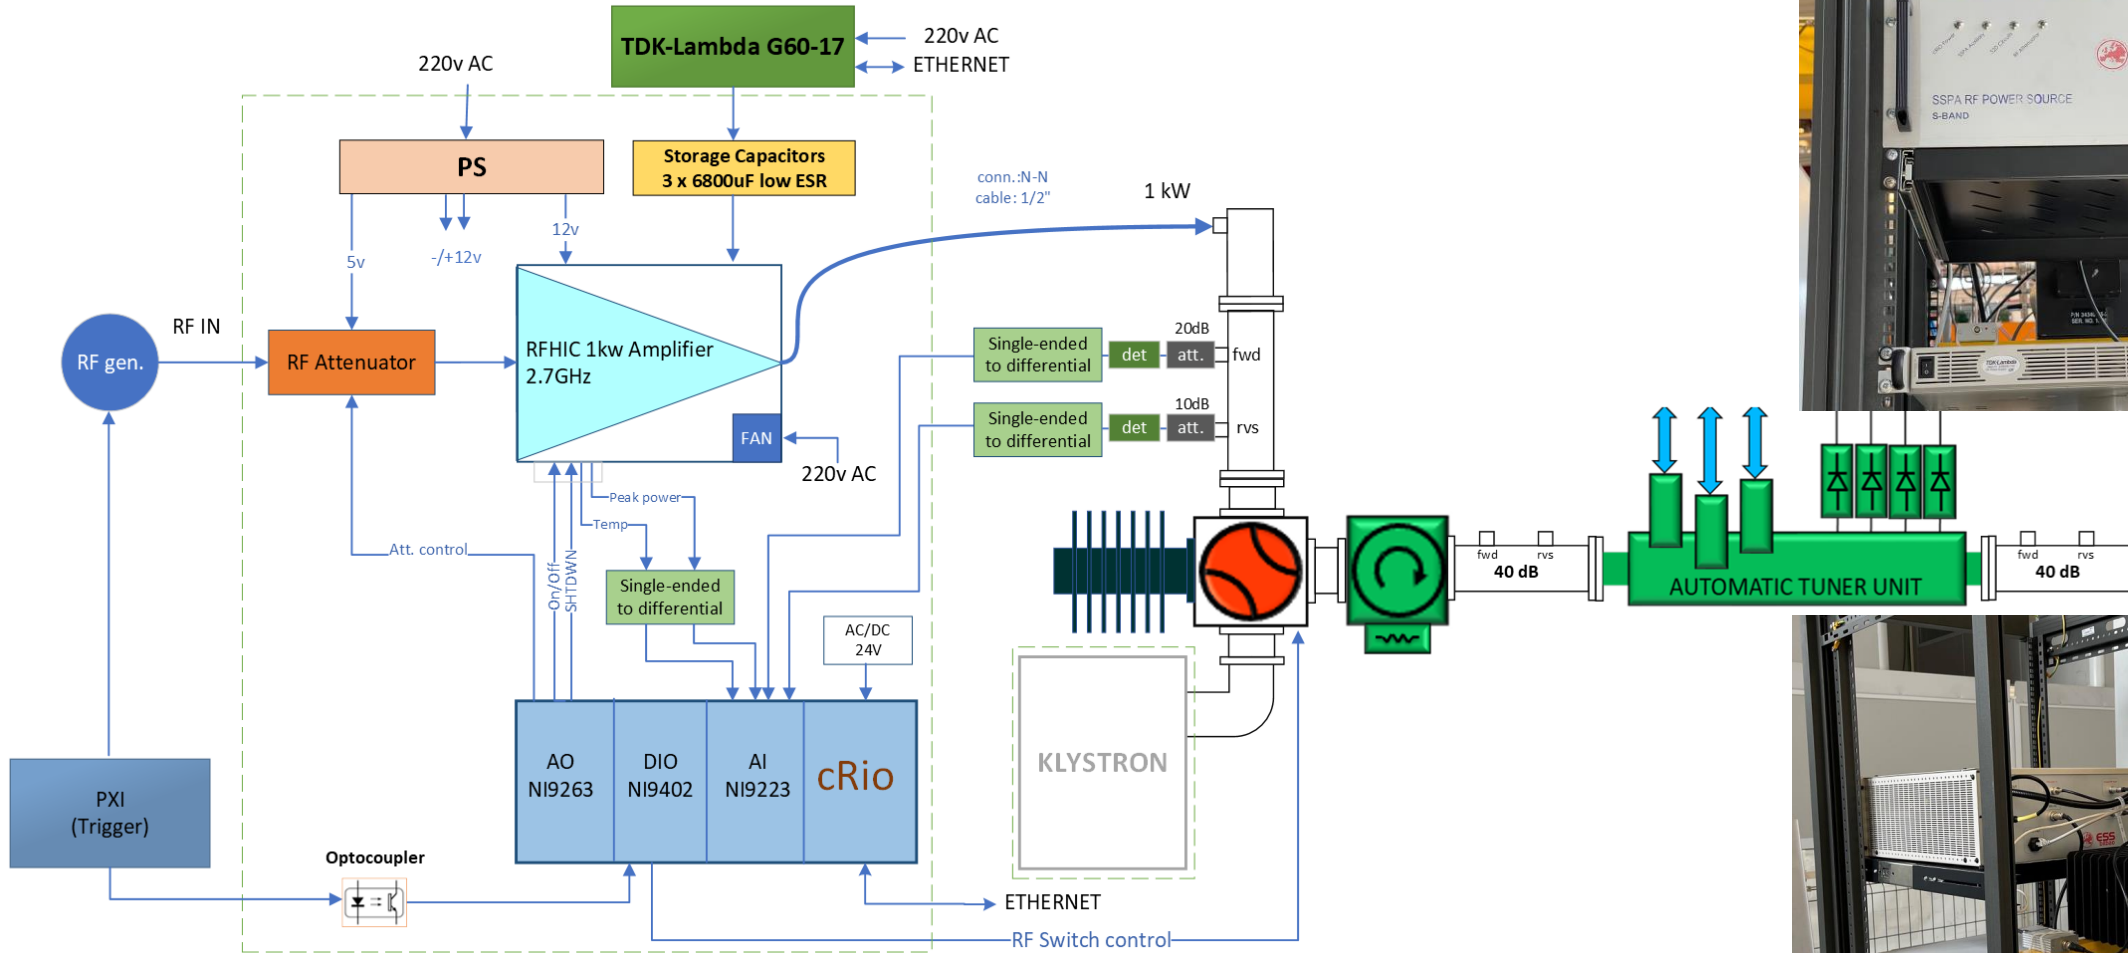 TDK-Lambda G60-17
220v AC
ETHERNET
220v AC
PS
Storage Capacitors
3 x 6800uF low ESR
5v
-/+12v
12v
conn.:N-N
cable: 1/2"
1 kW
RF gen.
RF IN
RF Attenuator
RFHIC 1kw Amplifier
2.7GHz
FAN
220v AC
Single-ended
to differential
det
20dB
att.
fwd
Single-ended
to differential
det
10dB
att.
rvs
Peak power
Temp
Att. control
On/Off
SHTDWN
Single-ended
to differential
AC/DC
24V
AO
NI9263
DIO
NI9402
AI
NI9223
cRio
PXI
(Trigger)
Optocoupler
ETHERNET
RF Switch control
KLYSTRON
fwd
rvs
40 dB
AUTOMATIC TUNER UNIT
fwd
rvs
40 dB
SSPA RF POWER SOURCE
S-BAND
TDK-Lambda
ESS